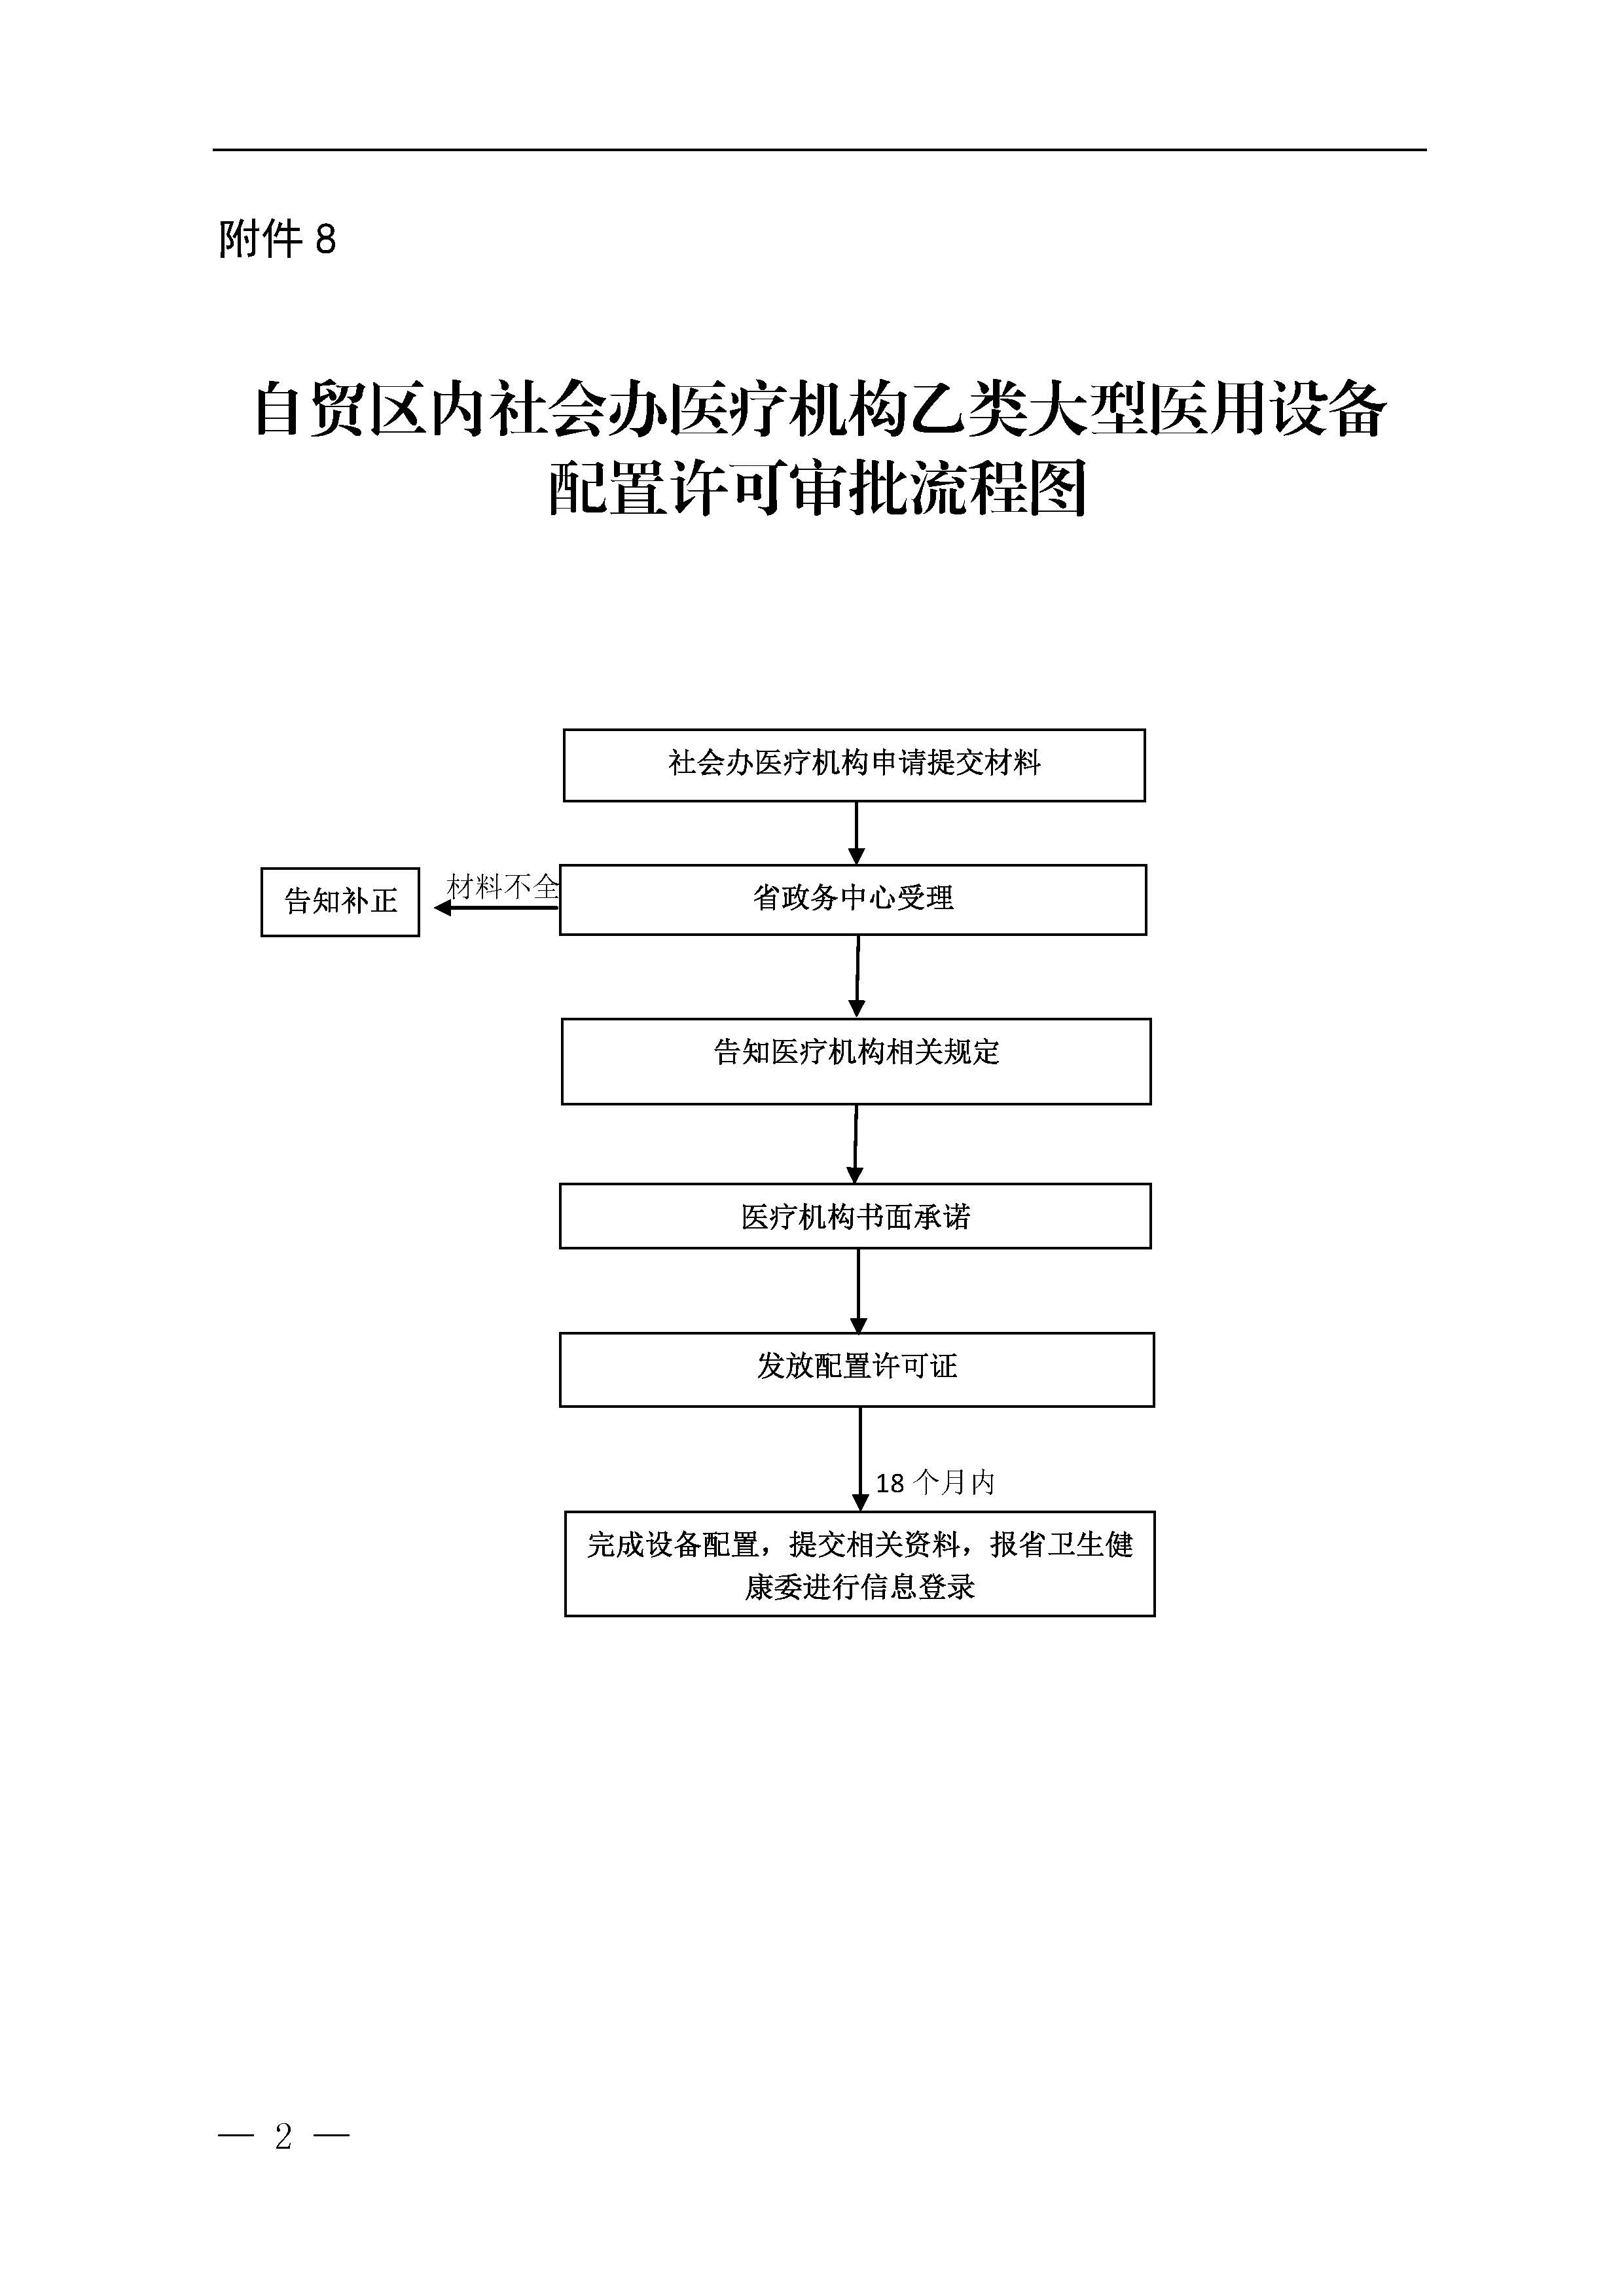 附件 8
自贸区内社会办医疗机构乙类大型医用设备
配置许可审批流程图
社会办医疗机构申请提交材料
告知补正
材料不全
省政务中心受理
告知医疗机构相关规定
医疗机构书面承诺
发放配置许可证
18 个月内
完成设备配置，提交相关资料，报省卫生健
康委进行信息登录
— 2 —